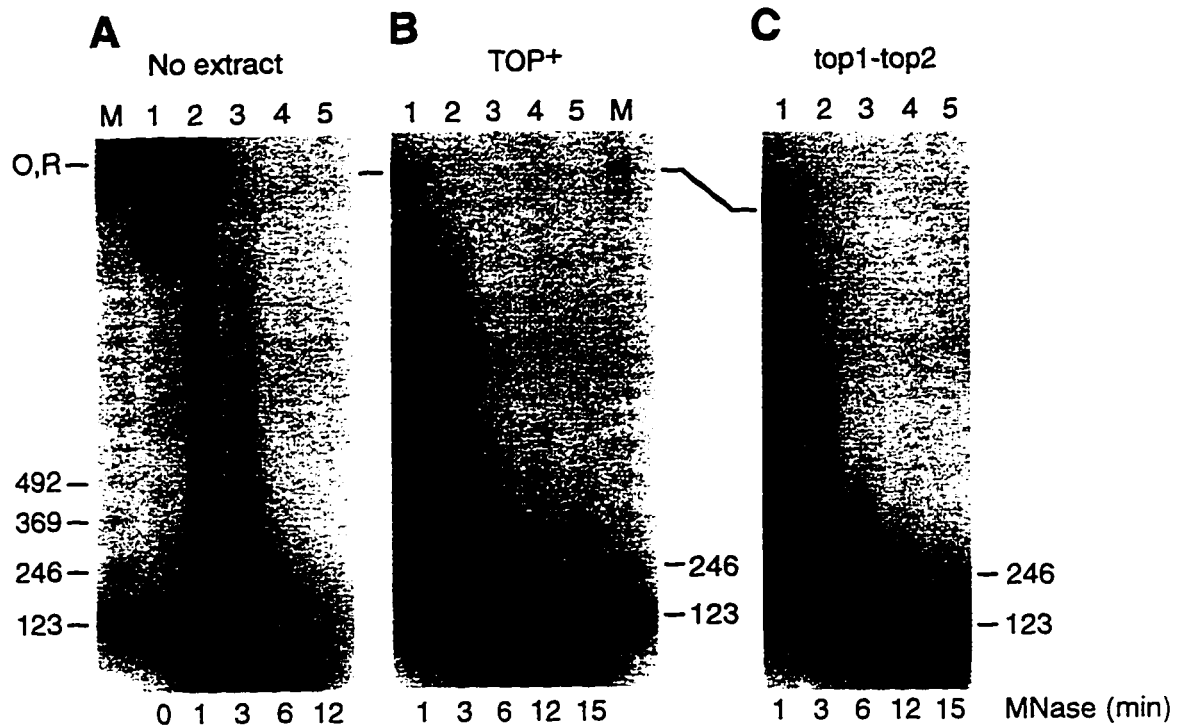 A B C
No extract TOP+ top1-top2
M 1 2 3 4 5 1 2 3 4 5 M 1 2 3 4 5
O,R
492
369
246 246 246
123 123 123
0 1 3 6 12 1 3 6 12 15 1 3 6 12 15 MNase (min)